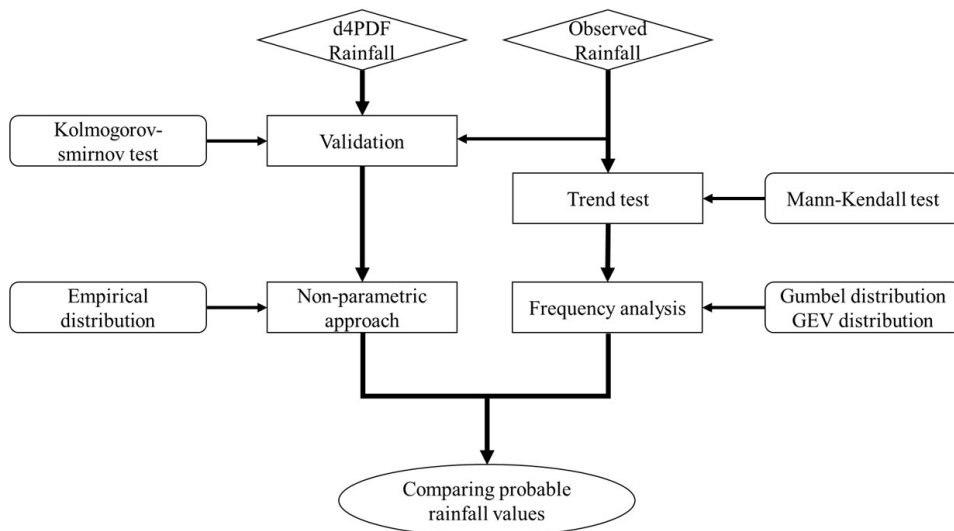 d4PDF
Rainfall
Observed
Rainfall
Kolmogorov-
smirnov test
Validation
Trend test
Mann-Kendall test
Empirical
distribution
Non-parametric
approach
Frequency analysis
Gumbel distribution
GEV distribution
Comparing probable
rainfall values